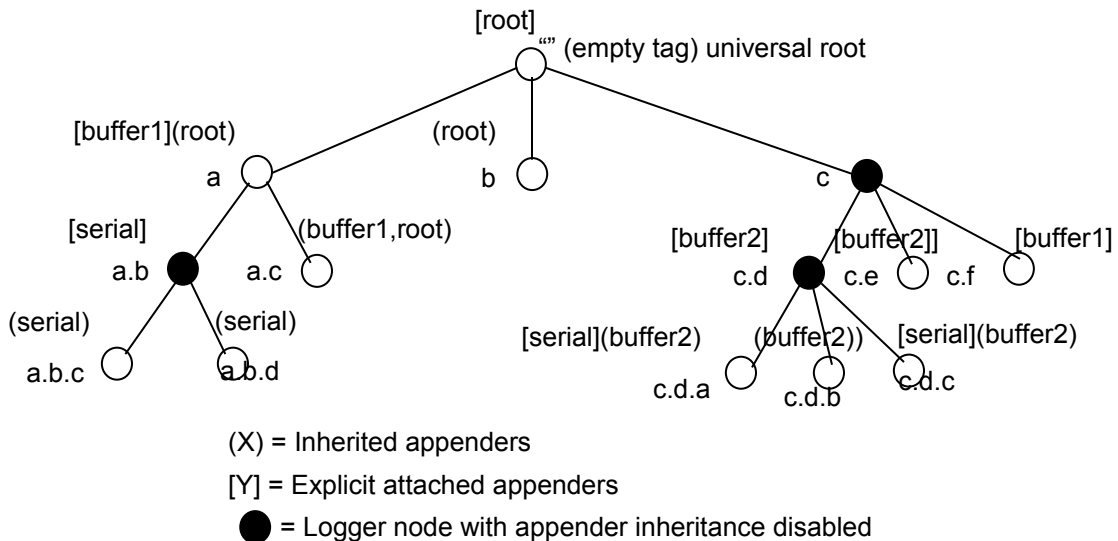 [root]
“” (empty tag) universal root
[buffer1](root)
(root)
a
b
c
[serial]
(buffer1,root)
[buffer2]
[buffer2]]
[buffer1]
a.b
a.c
c.d
c.e
c.f
(serial)
(serial)
[serial](buffer2)
(buffer2))
[serial](buffer2)
a.b.c
a.b.d
c.d.a
c.d.b
c.d.c
(X) = Inherited appenders
[Y] = Explicit attached appenders
= Logger node with appender inheritance disabled